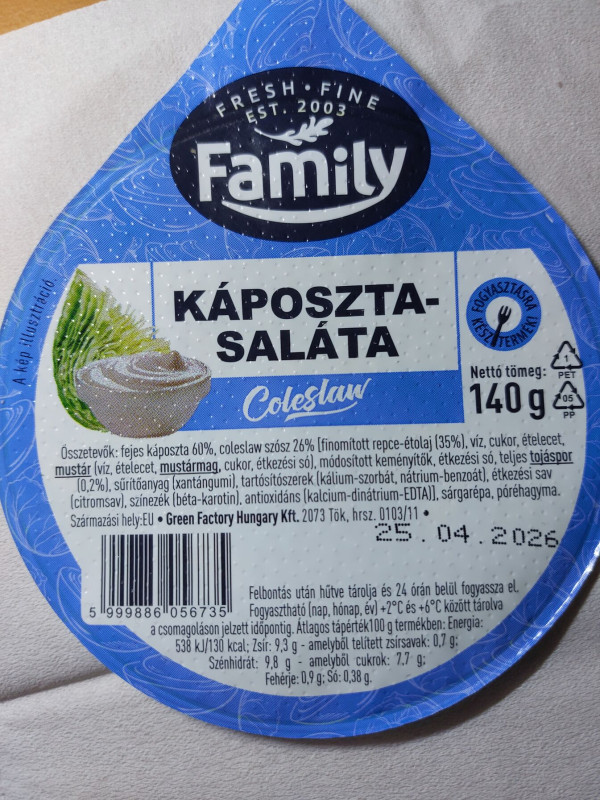 FRESH • FINE
EST. 2003
Family
KÁPOSZTA-
SALÁTA
Coleslaw
A kép illusztráció.
FOGYASZTÁSRA
KÉSZ TERMÉK!
Nettó tömeg:
140 g
1
PET
05
PP
Összetevők: fejes káposzta 60%, coleslaw szósz 26% [finomított repce-étolaj (35%), víz, cukor, ételecet,
mustár (víz, ételecet, mustármag, cukor, étkezési só), módosított keményítők, étkezési só, teljes tojáspor
(0,2%), sűrítőanyag (xantángumi), tartósítószerek (kálium-szorbát, nátrium-benzoát), étkezési sav
(citromsav), színezék (béta-karotin), antioxidáns (kalcium-dinátrium-EDTA)], sárgarépa, póréhagyma.
Származási hely:EU • Green Factory Hungary Kft. 2073 Tök, hrsz. 0103/11 •
25.04.2026
5 999886 056735
Felbontás után hűtve tárolja és 24 órán belül fogyassza el.
Fogyasztható (nap, hónap, év) +2°C és +6°C között tárolva
a csomagoláson jelzett időpontig. Átlagos tápérték100 g termékben: Energia:
538 kJ/130 kcal; Zsír: 9,3 g - amelyből telített zsírsavak: 0,7 g;
Szénhidrát: 9,8 g - amelyből cukrok: 7,7 g;
Fehérje: 0,9 g; Só: 0,38 g.